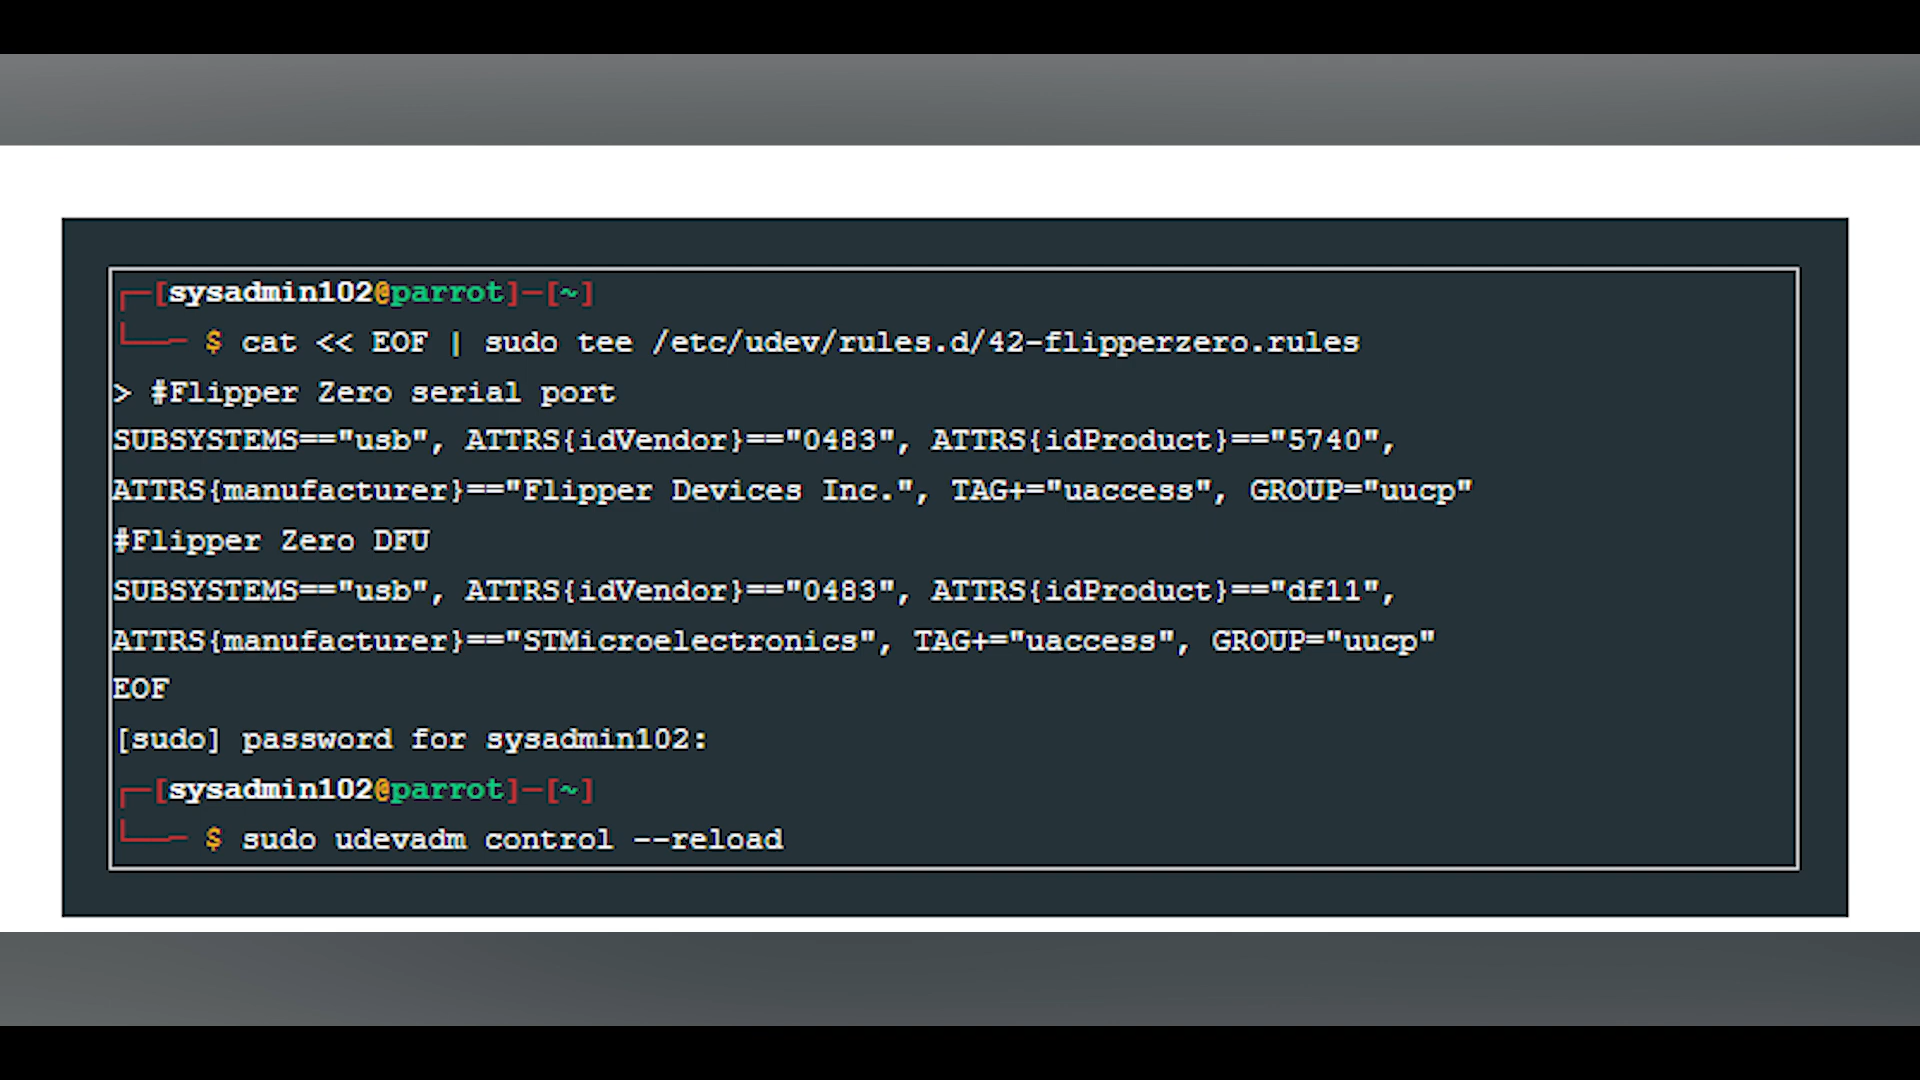 ┌─[sysadmin102@parrot]─[~]
└── $ cat << EOF | sudo tee /etc/udev/rules.d/42-flipperzero.rules
> #Flipper Zero serial port
SUBSYSTEMS=="usb", ATTRS{idVendor}=="0483", ATTRS{idProduct}=="5740",
ATTRS{manufacturer}=="Flipper Devices Inc.", TAG+="uaccess", GROUP="uucp"
#Flipper Zero DFU
SUBSYSTEMS=="usb", ATTRS{idVendor}=="0483", ATTRS{idProduct}=="df11",
ATTRS{manufacturer}=="STMicroelectronics", TAG+="uaccess", GROUP="uucp"
EOF
[sudo] password for sysadmin102:
┌─[sysadmin102@parrot]─[~]
└── $ sudo udevadm control --reload